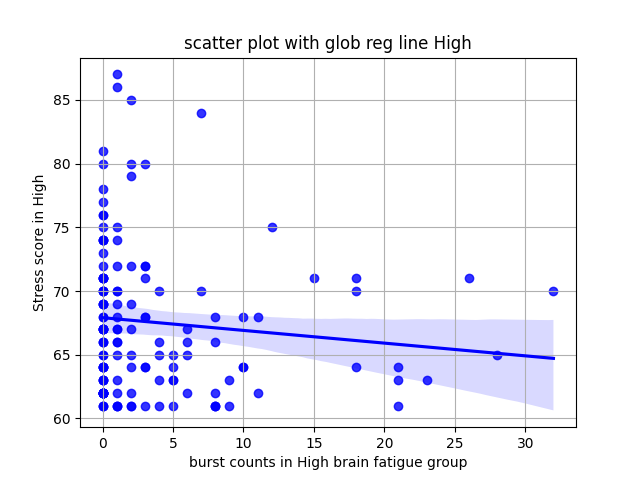 scatter plot with glob reg line High
85
80
75
70
65
60
Stress score in High
0 5 10 15 20 25 30
burst counts in High brain fatigue group